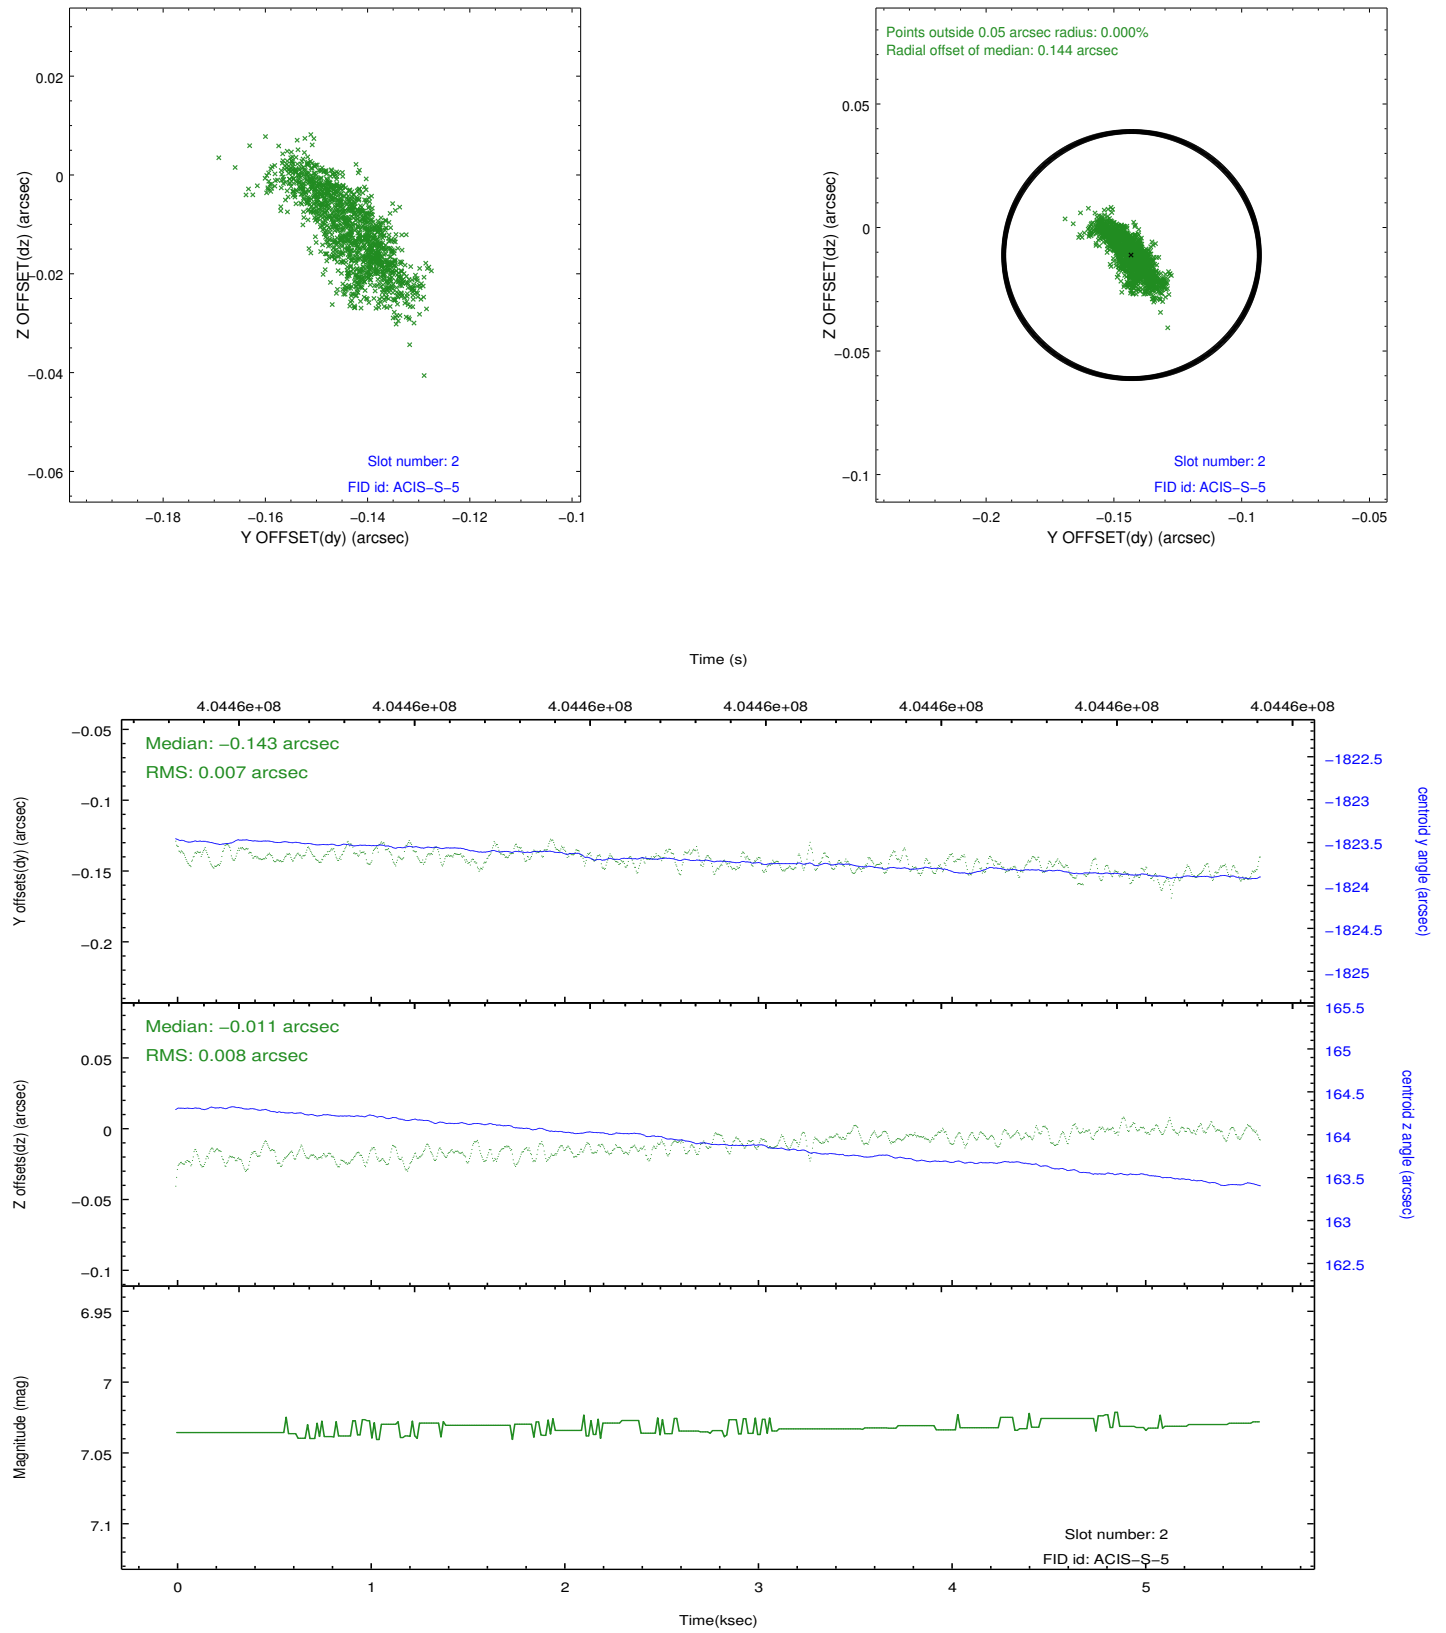 0.02
0
−0.02
−0.04
−0.06
Z OFFSET(dz) (arcsec)
Slot number: 2
FID id: ACIS−S−5
−0.18 −0.16 −0.14 −0.12 −0.1
Y OFFSET(dy) (arcsec)
Points outside 0.05 arcsec radius: 0.000%
Radial offset of median: 0.144 arcsec
0.05
0
−0.05
−0.1
Z OFFSET(dz) (arcsec)
Slot number: 2
FID id: ACIS−S−5
−0.2 −0.15 −0.1 −0.05
Y OFFSET(dy) (arcsec)
Time (s)
4.0446e+08 4.0446e+08 4.0446e+08 4.0446e+08 4.0446e+08 4.0446e+08 4.0446e+08
Median: −0.143 arcsec
RMS: 0.007 arcsec
−0.05
−0.1
−0.15
−0.2
Y offsets(dy) (arcsec)
−1822.5
−1823
−1823.5
−1824
−1824.5
−1825
centroid y angle (arcsec)
Median: −0.011 arcsec
RMS: 0.008 arcsec
0.05
0
−0.05
−0.1
Z offsets(dz) (arcsec)
165.5
165
164.5
164
163.5
163
162.5
centroid z angle (arcsec)
6.95
7
7.05
7.1
Magnitude (mag)
Slot number: 2
FID id: ACIS−S−5
0 1 2 3 4 5
Time(ksec)